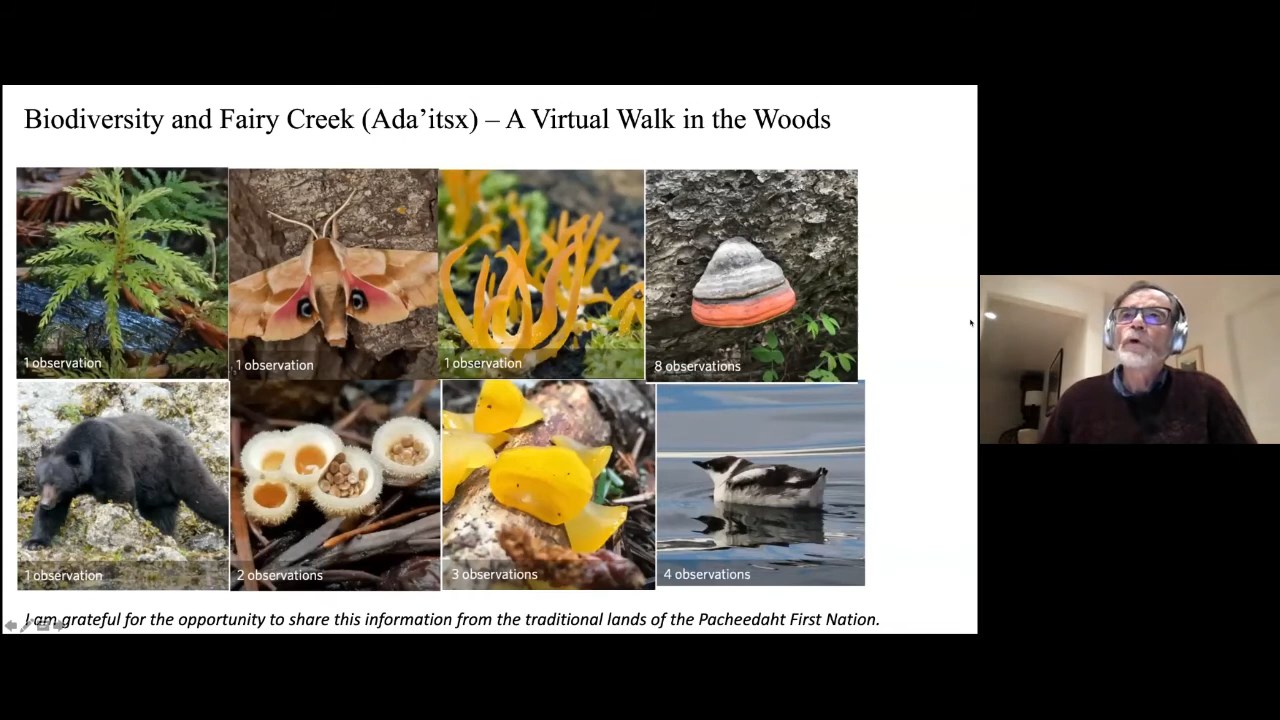 Biodiversity and Fairy Creek (Ada’itsx) – A Virtual Walk in the Woods
1 observation
1 observation
1 observation
8 observations
1 observation
2 observations
3 observations
4 observations
I am grateful for the opportunity to share this information from the traditional lands of the Pacheedaht First Nation.